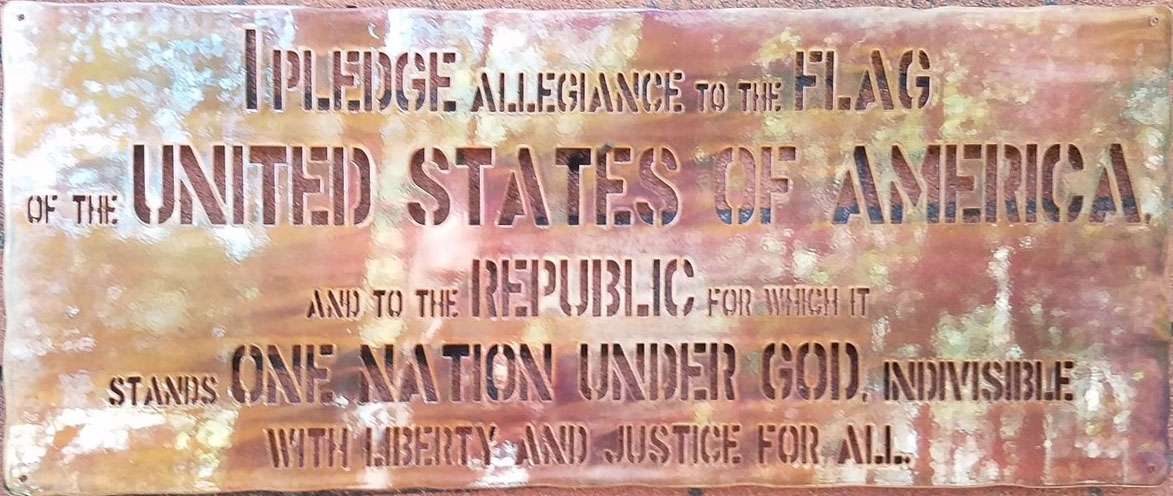 I PLEDGE ALLEGIANCE TO THE FLAG
OF THE UNITED STATES OF AMERICA,
AND TO THE REPUBLIC FOR WHICH IT
STANDS ONE NATION UNDER GOD, INDIVISIBLE
WITH LIBERTY AND JUSTICE FOR ALL.